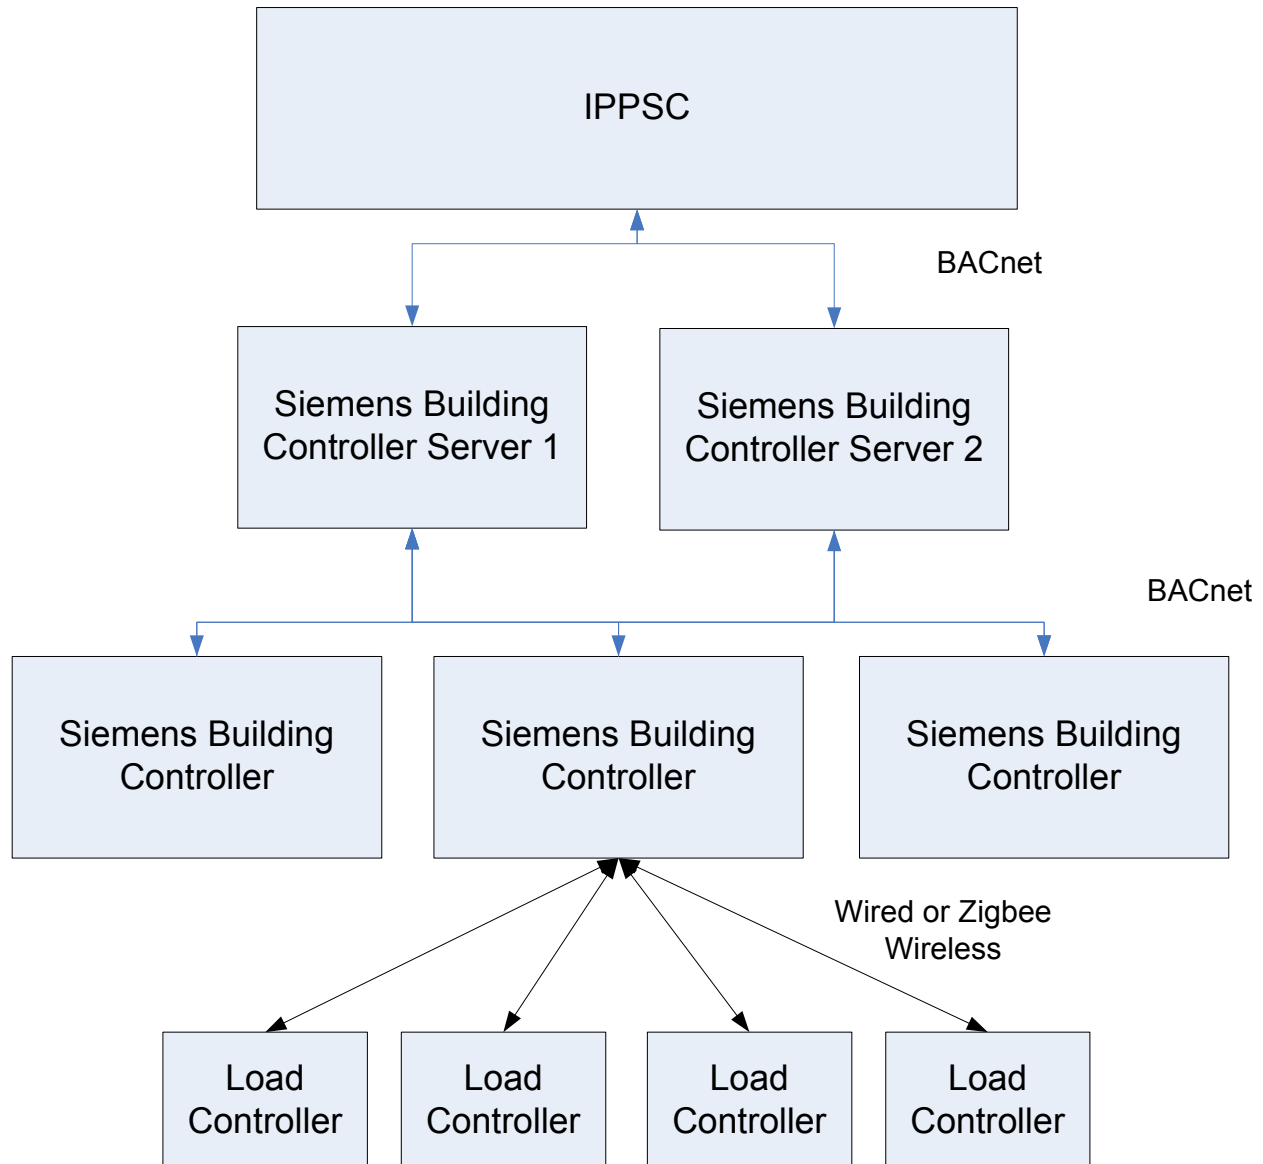 IPPSC
BACnet
Siemens Building
Controller Server 1
Siemens Building
Controller Server 2
BACnet
Siemens Building
Controller
Siemens Building
Controller
Siemens Building
Controller
Wired or Zigbee
Wireless
Load
Controller
Load
Controller
Load
Controller
Load
Controller